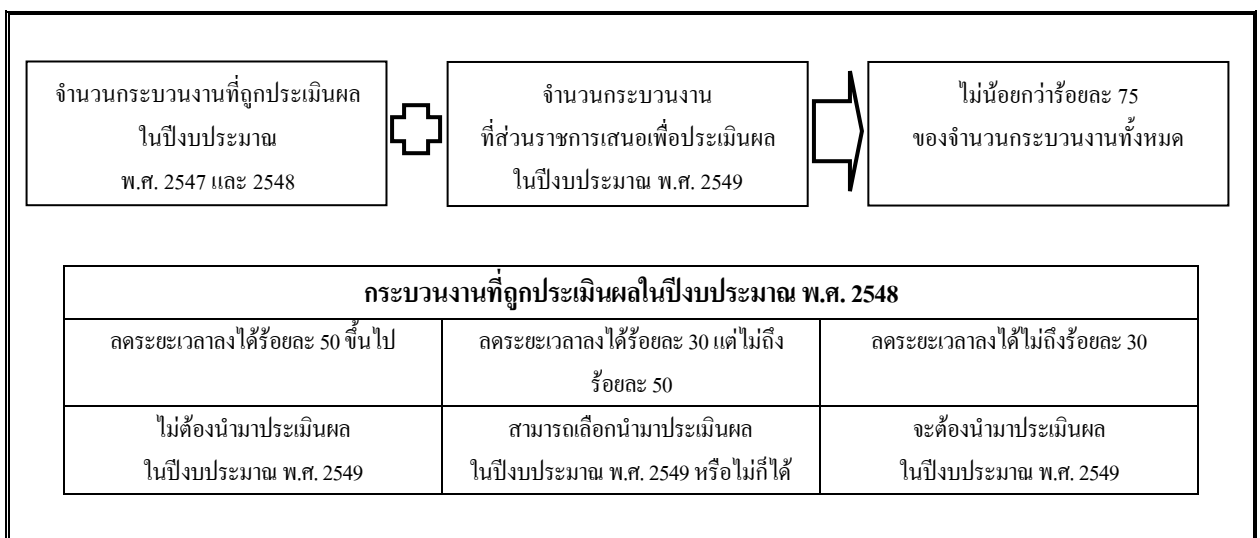 จำนวนกระบวนงานที่ถูกประเมินผล
ในปีงบประมาณ
พ.ศ. 2547 และ 2548
จำนวนกระบวนงาน
ที่ส่วนราชการเสนอเพื่อประเมินผล
ในปีงบประมาณ พ.ศ. 2549
ไม่น้อยกว่าร้อยละ 75
ของจำนวนกระบวนงานทั้งหมด
กระบวนงานที่ถูกประเมินผลในปีงบประมาณ พ.ศ. 2548
ลดระยะเวลาลงได้ร้อยละ 50 ขึ้นไป
ลดระยะเวลาลงได้ร้อยละ 30 แต่ไม่ถึง
ร้อยละ 50
ลดระยะเวลาลงได้ไม่ถึงร้อยละ 30
ไม่ต้องนำมาประเมินผล
ในปีงบประมาณ พ.ศ. 2549
สามารถเลือกนำมาประเมินผล
ในปีงบประมาณ พ.ศ. 2549 หรือไม่ก็ได้
จะต้องนำมาประเมินผล
ในปีงบประมาณ พ.ศ. 2549